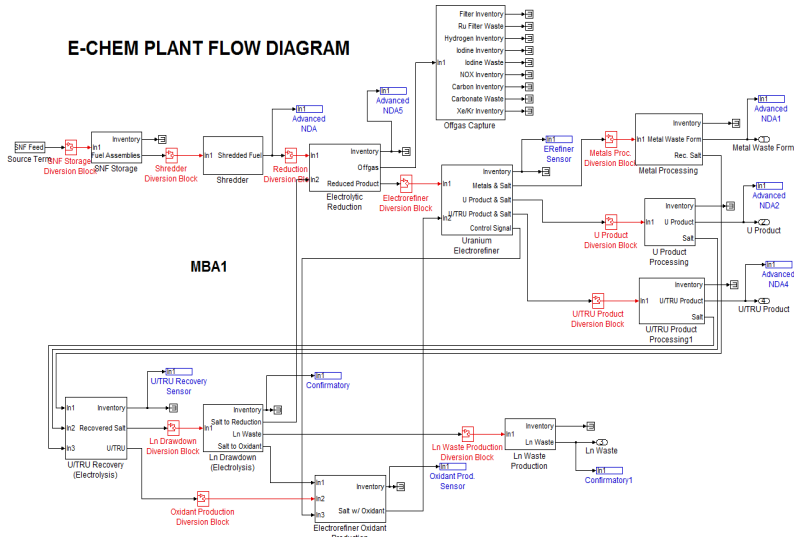 E-CHEM PLANT FLOW DIAGRAM
Filter Inventory
Ru Filter Waste
Hydrogen Inventory
Iodine Inventory
In1
Iodine Waste
NOX Inventory
Carbon Inventory
Carbonate Waste
Xe/Kr Inventory
Offgas Capture
In1
Advanced
NDA
In1
Advanced
NDA5
In1
ERefiner
Sensor
In1
Advanced
NDA1
SNF Feed
Source Term
In1
SNF Storage
Diversion Block
Inventory
Fuel Assemblies
SNF Storage
Shredder
Diversion Block
In1
Shredded Fuel
Shredder
Reduction
Diversion Block
In1
In2
Inventory
Offgas
Reduced Product
Electrolytic
Reduction
Electrorefiner
Diversion Block
In1
In2
Inventory
Metals & Salt
U Product & Salt
U/TRU Product & Salt
Control Signal
Uranium
Electrorefiner
Metals Proc.
Diversion Block
In1
Inventory
Metal Waste Form
Rec. Salt
Metal Processing
1
Metal Waste Form
In1
Advanced
NDA2
U Product
Diversion Block
In1
Inventory
U Product
Salt
U Product
Processing
2
U Product
In1
Advanced
NDA4
U/TRU Product
Diversion Block
In1
Inventory
U/TRU Product
Salt
U/TRU Product
Processing1
4
U/TRU Product
MBA1
In1
U/TRU Recovery
Sensor
In1
Confirmatory
In1
In2
In3
Inventory
Recovered Salt
U/TRU
U/TRU Recovery
(Electrolysis)
Ln Drawdown
Diversion Block
In1
Inventory
Salt to Reduction
Ln Waste
Salt to Oxidant
Ln Drawdown
(Electrolysis)
Ln Waste Production
Diversion Block
In1
Inventory
Ln Waste
Ln Waste
Production
3
Ln Waste
In1
Confirmatory1
Oxidant Production
Diversion Block
In1
In2
In3
Inventory
Salt w/ Oxidant
Electrorefiner Oxidant
Production
In1
Oxidant Prod.
Sensor